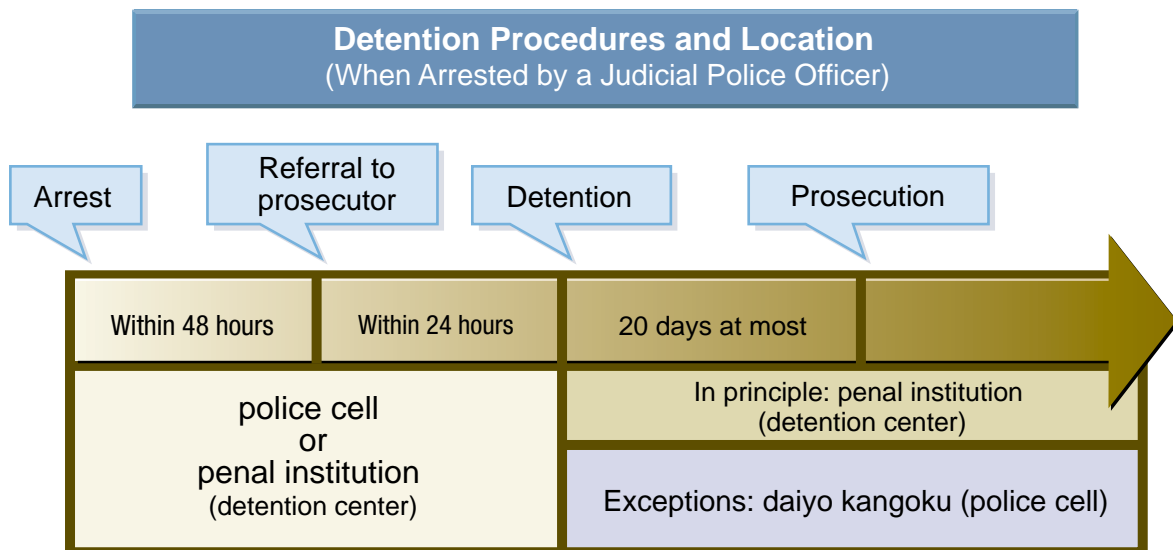 Detention Procedures and Location
(When Arrested by a Judicial Police Officer)
Arrest
Referral to
prosecutor
Detention
Prosecution
Within 48 hours
Within 24 hours
20 days at most
police cell
or
penal institution
(detention center)
In principle: penal institution
(detention center)
Exceptions: daiyo kangoku (police cell)